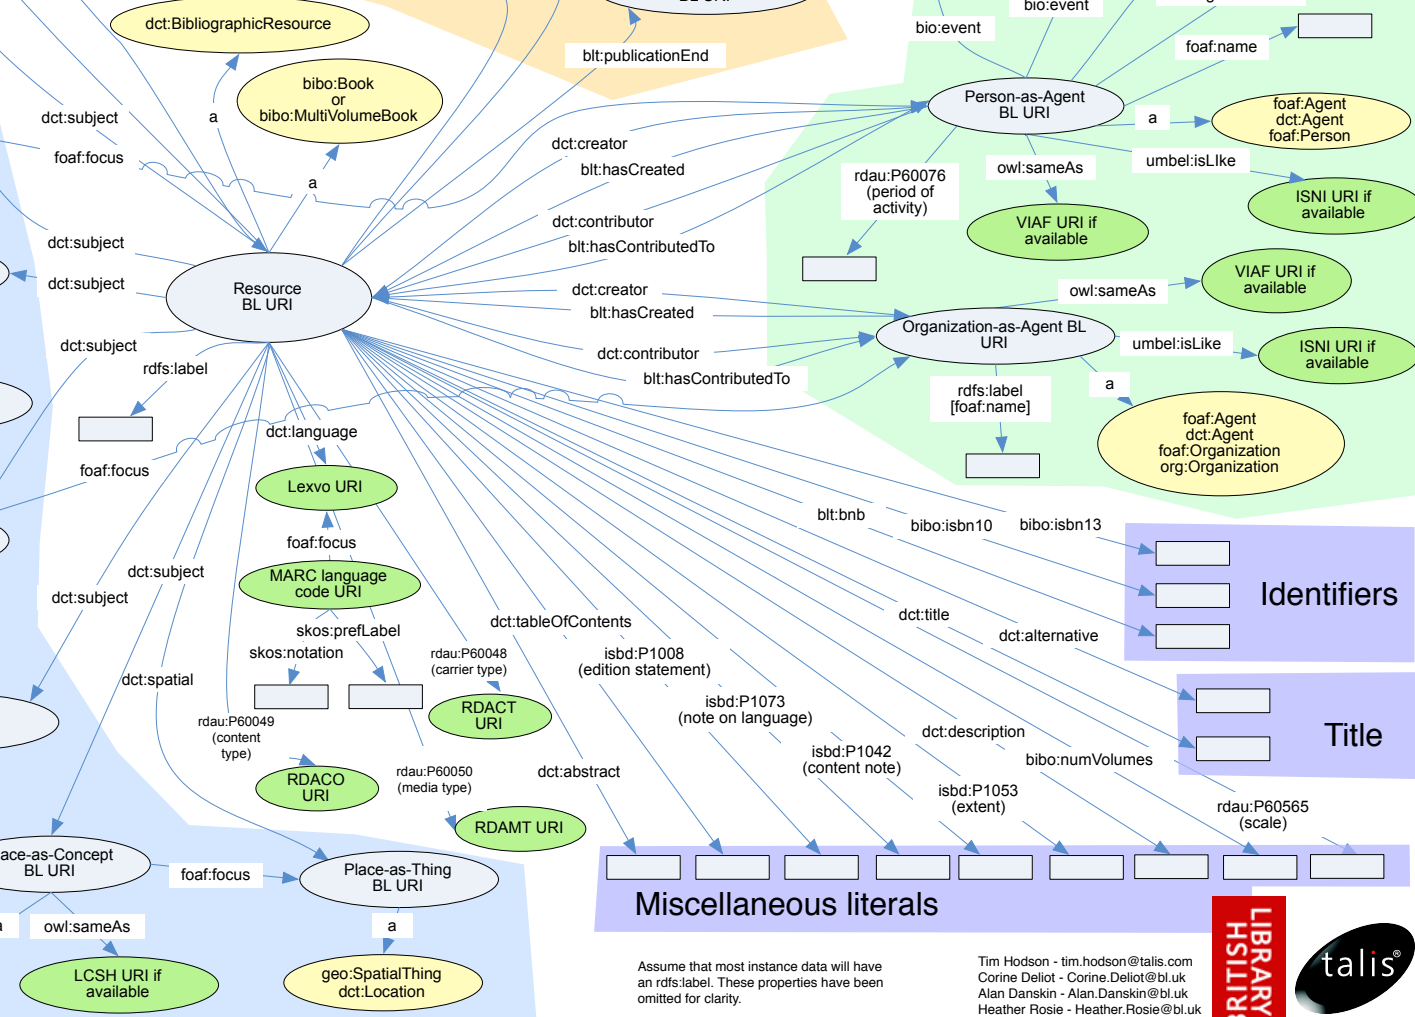 BL URI
bio:event
bio:event
dct:BibliographicResource
blt:publicationEnd
foaf:name
bibo:Book
or
bibo:MultiVolumeBook
a
Person-as-Agent
BL URI
foaf:Agent
dct:Agent
foaf:Person
a
dct:subject
foaf:focus
a
dct:creator
blt:hasCreated
rdau:P60076
(period of
activity)
owl:sameAs
umbel:isLIke
ISNI URI if
available
VIAF URI if
available
dct:contributor
blt:hasContributedTo
dct:subject
dct:subject
Resource
BL URI
dct:creator
blt:hasCreated
owl:sameAs
VIAF URI if
available
Organization-as-Agent BL
URI
umbel:isLike
ISNI URI if
available
dct:subject
rdfs:label
dct:contributor
blt:hasContributedTo
rdfs:label
[foaf:name]
a
foaf:Agent
dct:Agent
foaf:Organization
org:Organization
dct:language
foaf:focus
Lexvo URI
foaf:focus
MARC language
code URI
skos:prefLabel
skos:notation
dct:subject
dct:subject
dct:spatial
blt:bnb
bibo:isbn10
bibo:isbn13
Identifiers
dct:title
dct:alternative
Title
dct:tableOfContents
isbd:P1008
(edition statement)
rdau:P60048
(carrier type)
RDACT
URI
isbd:P1073
(note on language)
rdau:P60049
(content
type)
RDACO
URI
rdau:P60050
(media type)
RDAMT URI
dct:abstract
isbd:P1042
(content note)
dct:description
bibo:numVolumes
isbd:P1053
(extent)
rdau:P60565
(scale)
Miscellaneous literals
ace-as-Concept
BL URI
foaf:focus
Place-as-Thing
BL URI
a
owl:sameAs
a
LCSH URI if
available
geo:SpatialThing
dct:Location
Assume that most instance data will have
an rdfs:label. These properties have been
omitted for clarity.
Tim Hodson - tim.hodson@talis.com
Corine Deliot - Corine.Deliot@bl.uk
Alan Danskin - Alan.Danskin@bl.uk
Heather Rosie - Heather.Rosie@bl.uk
LIBRARY
BRITISH
talis®